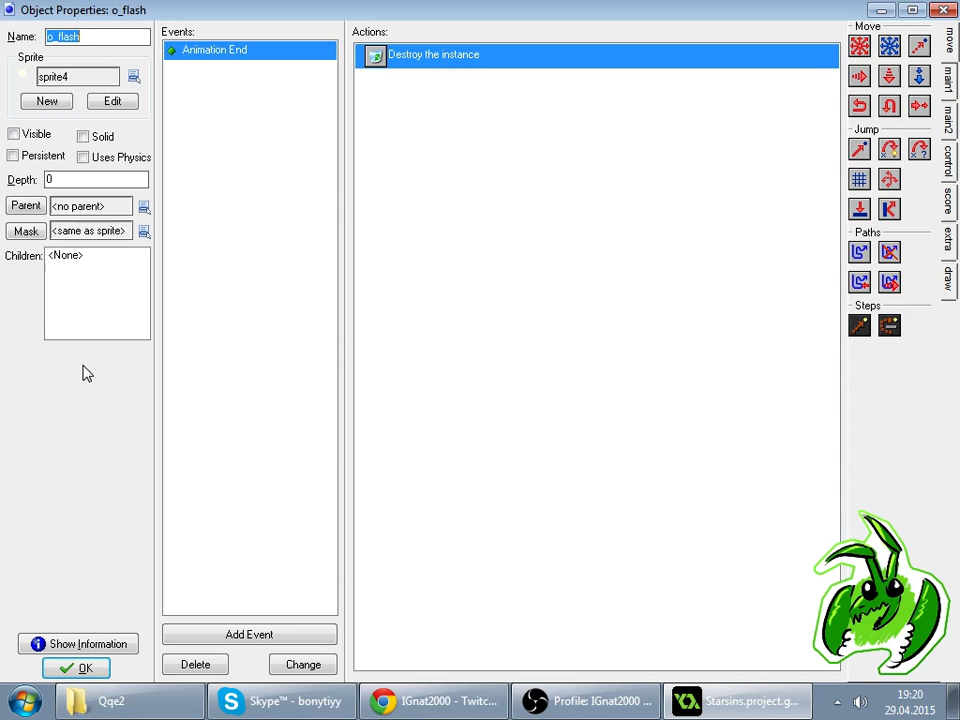 Object Properties: o_flash
Name: o_flash
Sprite
sprite4
New Edit
Visible Solid
Persistent Uses Physics
Depth: 0
Parent <no parent>
Mask <same as sprite>
Children: <None>
Show Information
OK
Events:
Animation End
Add Event
Delete Change
Actions:
Destroy the instance
Move
Jump
Paths
Steps
move
main1
main2
control
score
extra
draw
Qqe2
Skype™ - bonytiyy
IGnat2000 - Twitc...
Profile: IGnat2000 ...
Starsins.project.g...
19:20
29.04.2015